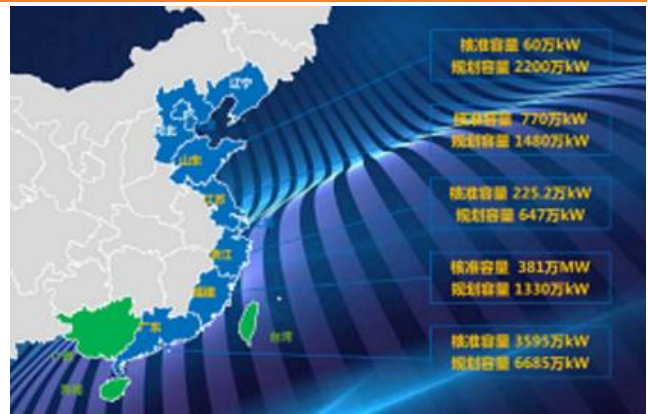 辽宁
河北
山东
江苏
浙江
福建
广东
台湾
海南
核准容量 60万kW
规划容量 2200万kW
核准容量 770万kW
规划容量 1480万kW
核准容量 225.2万kW
规划容量 647万kW
核准容量 381万MW
规划容量 1330万kW
核准容量 3595万kW
规划容量 6685万kW